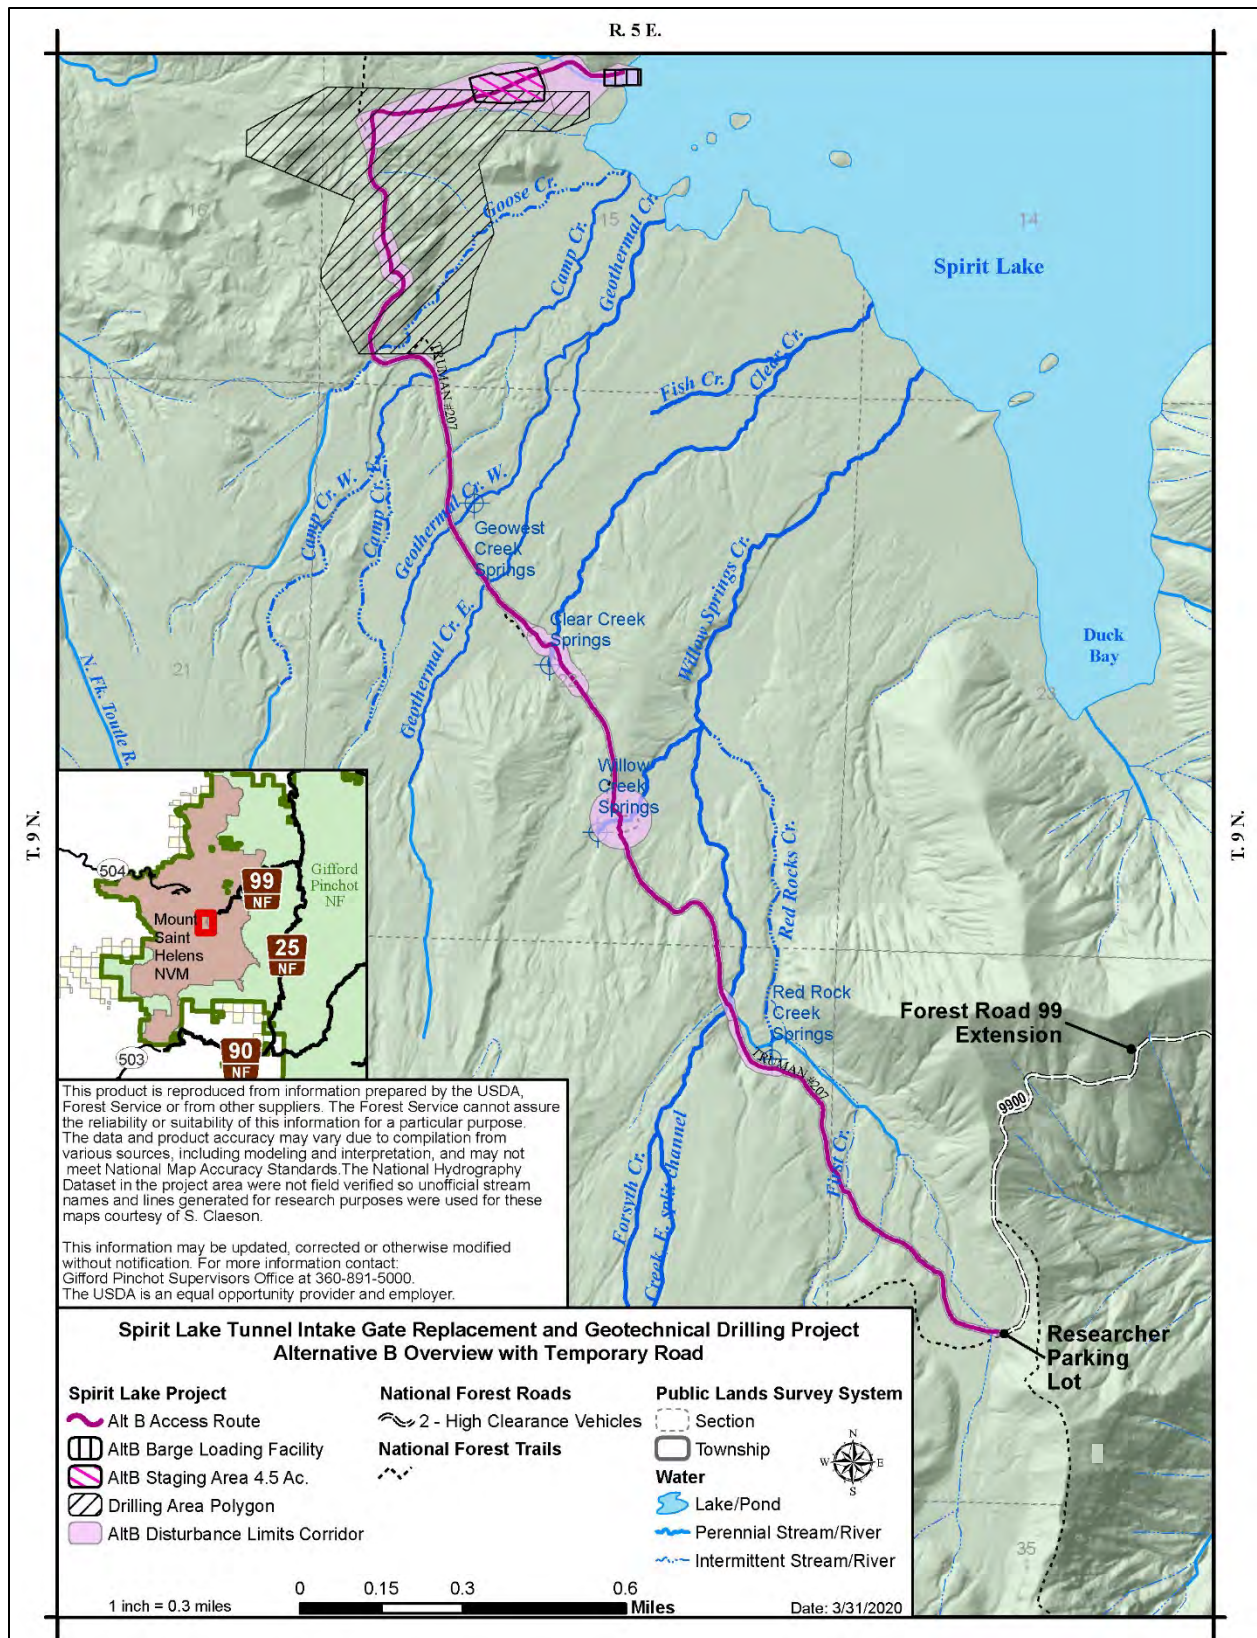 R. 5 E.
T. 9 N.
T. 9 N.
16
15
14
Goose Cr.
Camp Cr.
Geothermal Cr.
Spirit Lake
Fish Cr.
Clear Cr.
TRUMAN #207
Camp Cr. W.
Camp Cr. E.
Geothermal Cr. W.
Geowest
Creek
Springs
Geothermal Cr. E.
Clear Creek
Springs
22
Willow Springs Cr.
Duck
Bay
21
23
N. Fk. Toutle R.
Willow
Creek
Springs
Red Rocks Cr.
Red Rock
Creek
Springs
TRUMAN #207
Forest Road 99
Extension
9900
First Cr.
Forsyth Cr.
Creek, E. split channel
Researcher
Parking
Lot
35
504
99
NF
Gifford
Pinchot
NF
Mount
Saint
Helens
NVM
25
NF
503
90
NF
This product is reproduced from information prepared by the USDA,
Forest Service or from other suppliers. The Forest Service cannot assure
the reliability or suitability of this information for a particular purpose.
The data and product accuracy may vary due to compilation from
various sources, including modeling and interpretation, and may not
meet National Map Accuracy Standards.The National Hydrography
Dataset in the project area were not field verified so unofficial stream
names and lines generated for research purposes were used for these
maps courtesy of S. Claeson.
This information may be updated, corrected or otherwise modified
without notification. For more information contact:
Gifford Pinchot Supervisors Office at 360-891-5000.
The USDA is an equal opportunity provider and employer.
Spirit Lake Tunnel Intake Gate Replacement and Geotechnical Drilling Project
Alternative B Overview with Temporary Road
Spirit Lake Project
Alt B Access Route
AltB Barge Loading Facility
AltB Staging Area 4.5 Ac.
Drilling Area Polygon
AltB Disturbance Limits Corridor
National Forest Roads
2 - High Clearance Vehicles
National Forest Trails
Public Lands Survey System
Section
Township
Water
Lake/Pond
Perennial Stream/River
Intermittent Stream/River
N
W
E
S
1 inch = 0.3 miles
0
0.15
0.3
0.6
Miles
Date: 3/31/2020